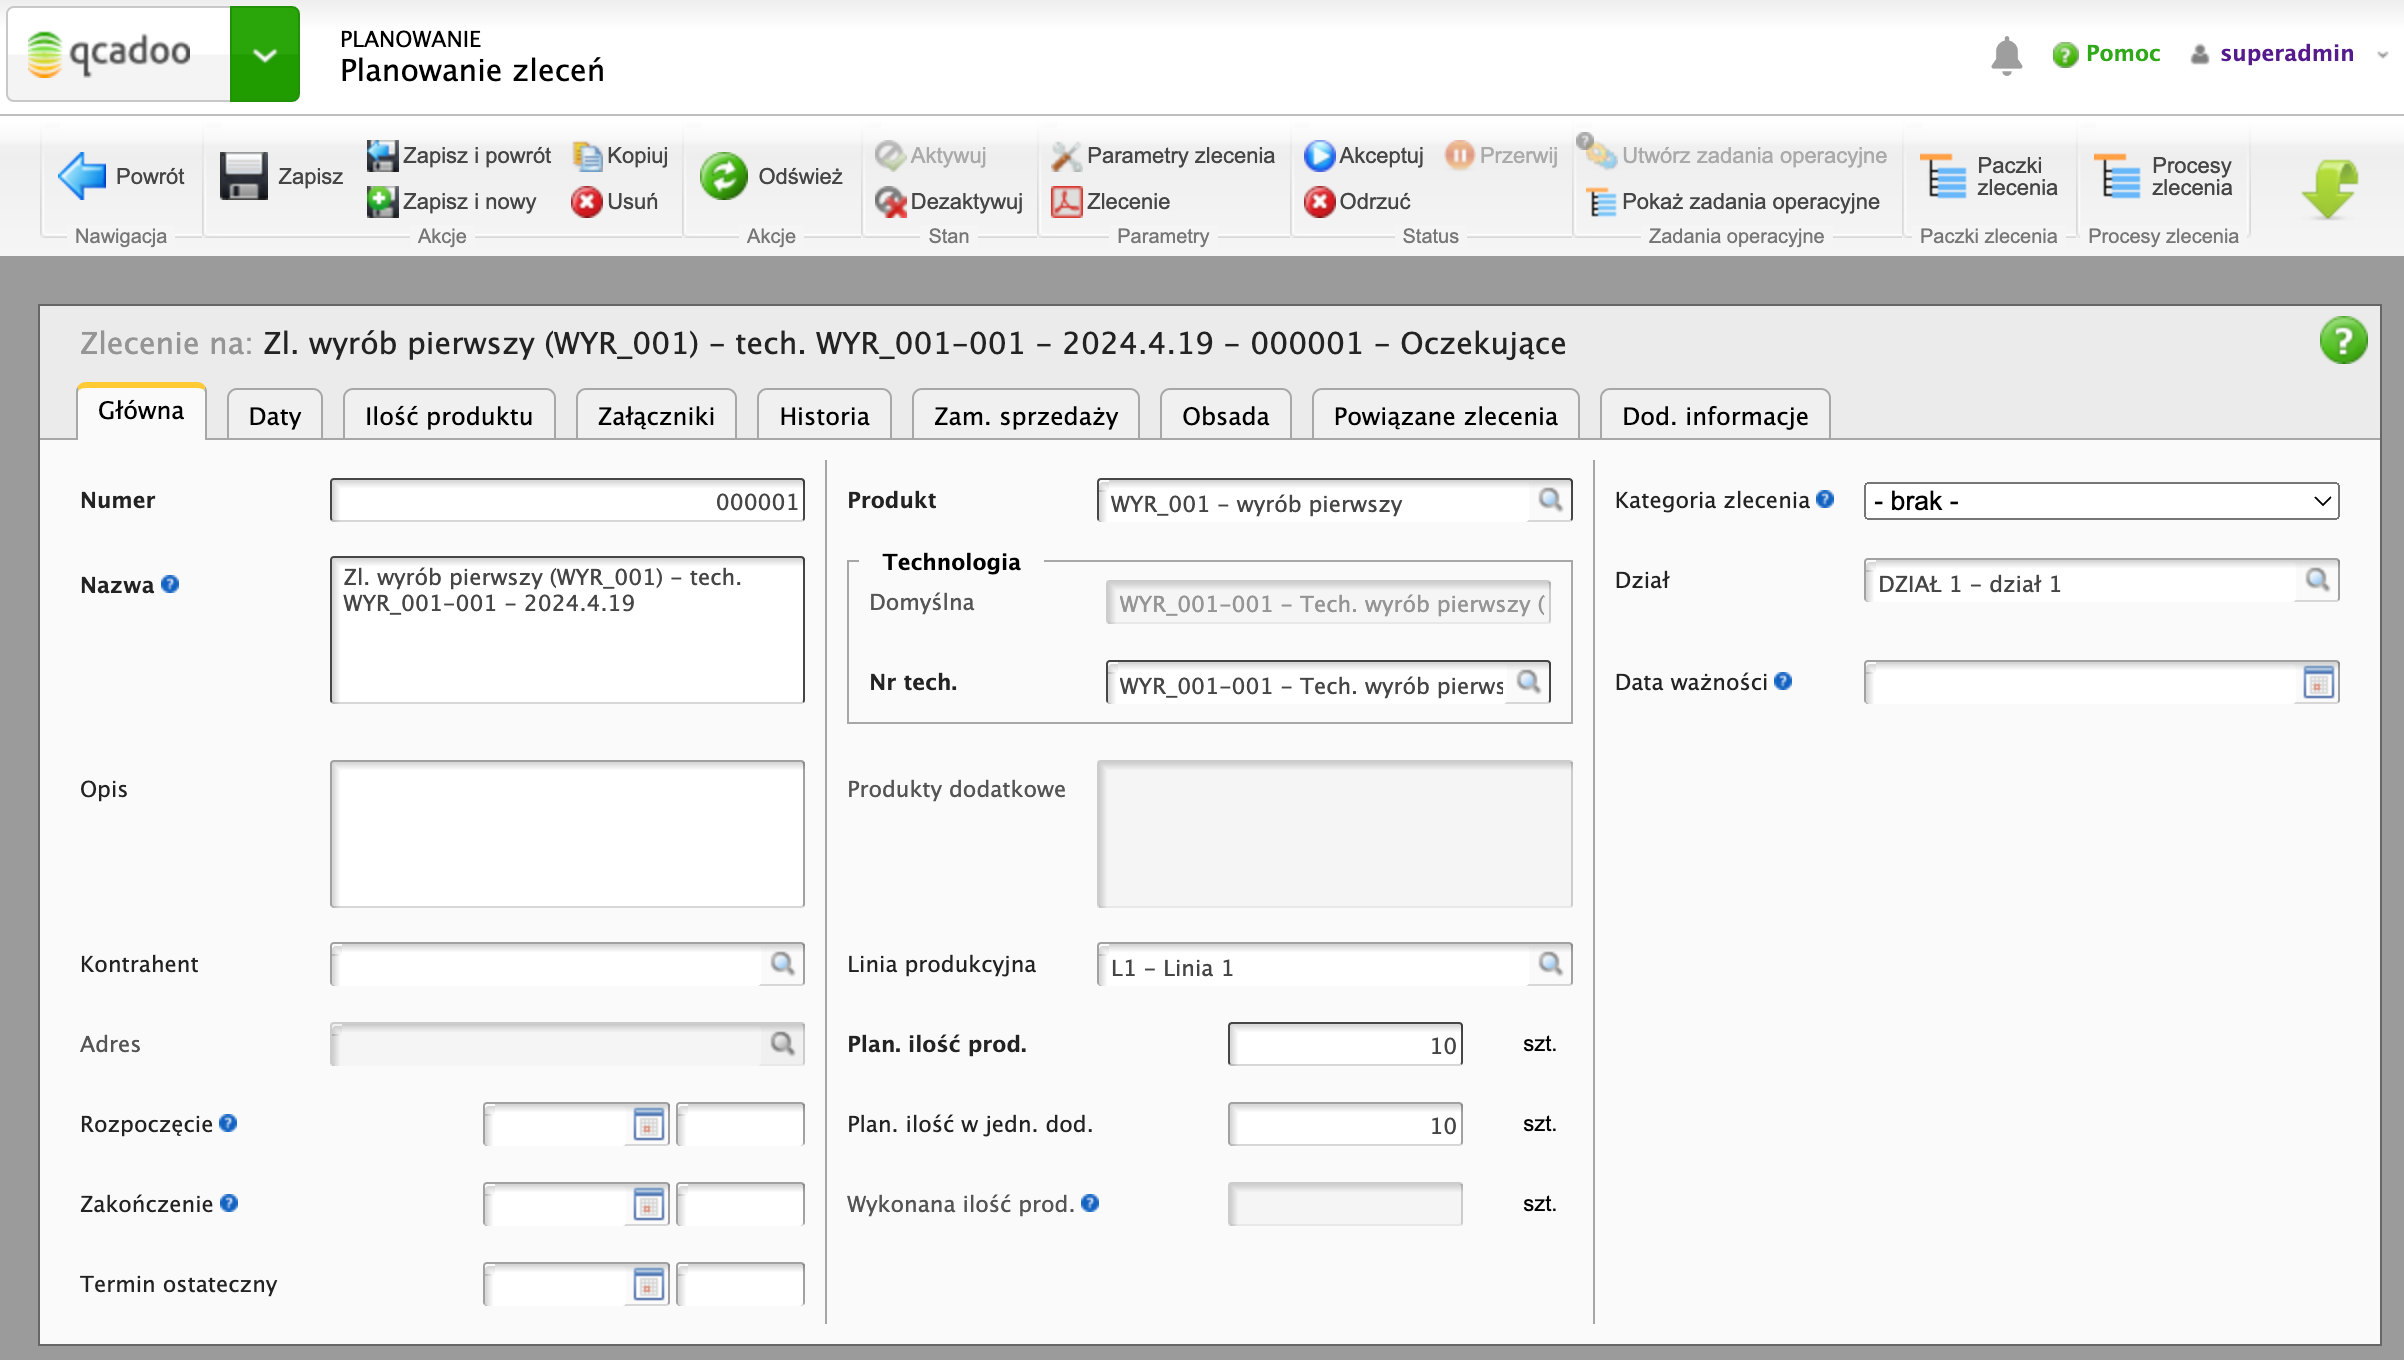 qcadoo
PLANOWANIE
Planowanie zleceń
Pomoc
superadmin
Powrót
Nawigacja
Zapisz
Zapisz i powrót
Kopiuj
Zapisz i nowy
Usuń
Akcje
Odśwież
Akcje
Aktywuj
Dezaktywuj
Stan
Parametry zlecenia
Zlecenie
Parametry
Akceptuj
Przerwij
Odrzuć
Status
Utwórz zadania operacyjne
Pokaż zadania operacyjne
Zadania operacyjne
Paczki
zlecenia
Paczki zlecenia
Procesy
zlecenia
Procesy zlecenia
Zlecenie na: Zl. wyrób pierwszy (WYR_001) - tech. WYR_001-001 - 2024.4.19 - 000001 - Oczekujące
Główna
Daty
Ilość produktu
Załączniki
Historia
Zam. sprzedaży
Obsada
Powiązane zlecenia
Dod. informacje
Numer
000001
Nazwa
Zl. wyrób pierwszy (WYR_001) - tech.
WYR_001-001 - 2024.4.19
Opis
Kontrahent
Adres
Rozpoczęcie
Zakończenie
Termin ostateczny
Produkt
WYR_001 - wyrób pierwszy
Technologia
Domyślna
WYR_001-001 - Tech. wyrób pierwszy (
Nr tech.
WYR_001-001 - Tech. wyrób pierws
Produkty dodatkowe
Linia produkcyjna
L1 - Linia 1
Plan. ilość prod.
10
szt.
Plan. ilość w jedn. dod.
10
szt.
Wykonana ilość prod.
szt.
Kategoria zlecenia
- brak -
Dział
DZIAŁ 1 - dział 1
Data ważności